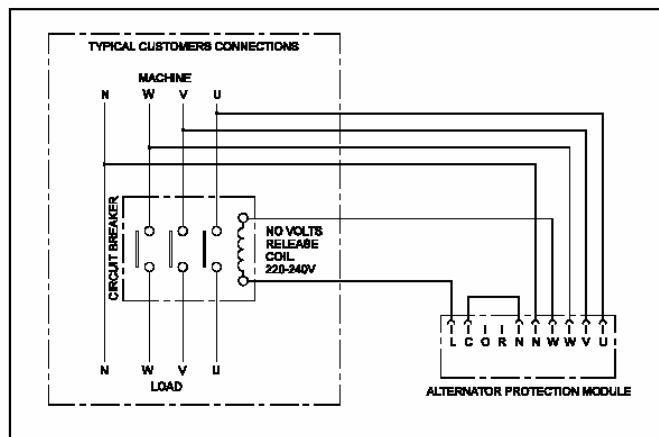 TYPICAL CUSTOMERS CONNECTIONS
MACHINE
N W V U
CIRCUIT BREAKER
NO VOLTS
RELEASE
COIL
220-240V
N W V U
LOAD
L C O R N N W W V U
ALTERNATOR PROTECTION MODULE